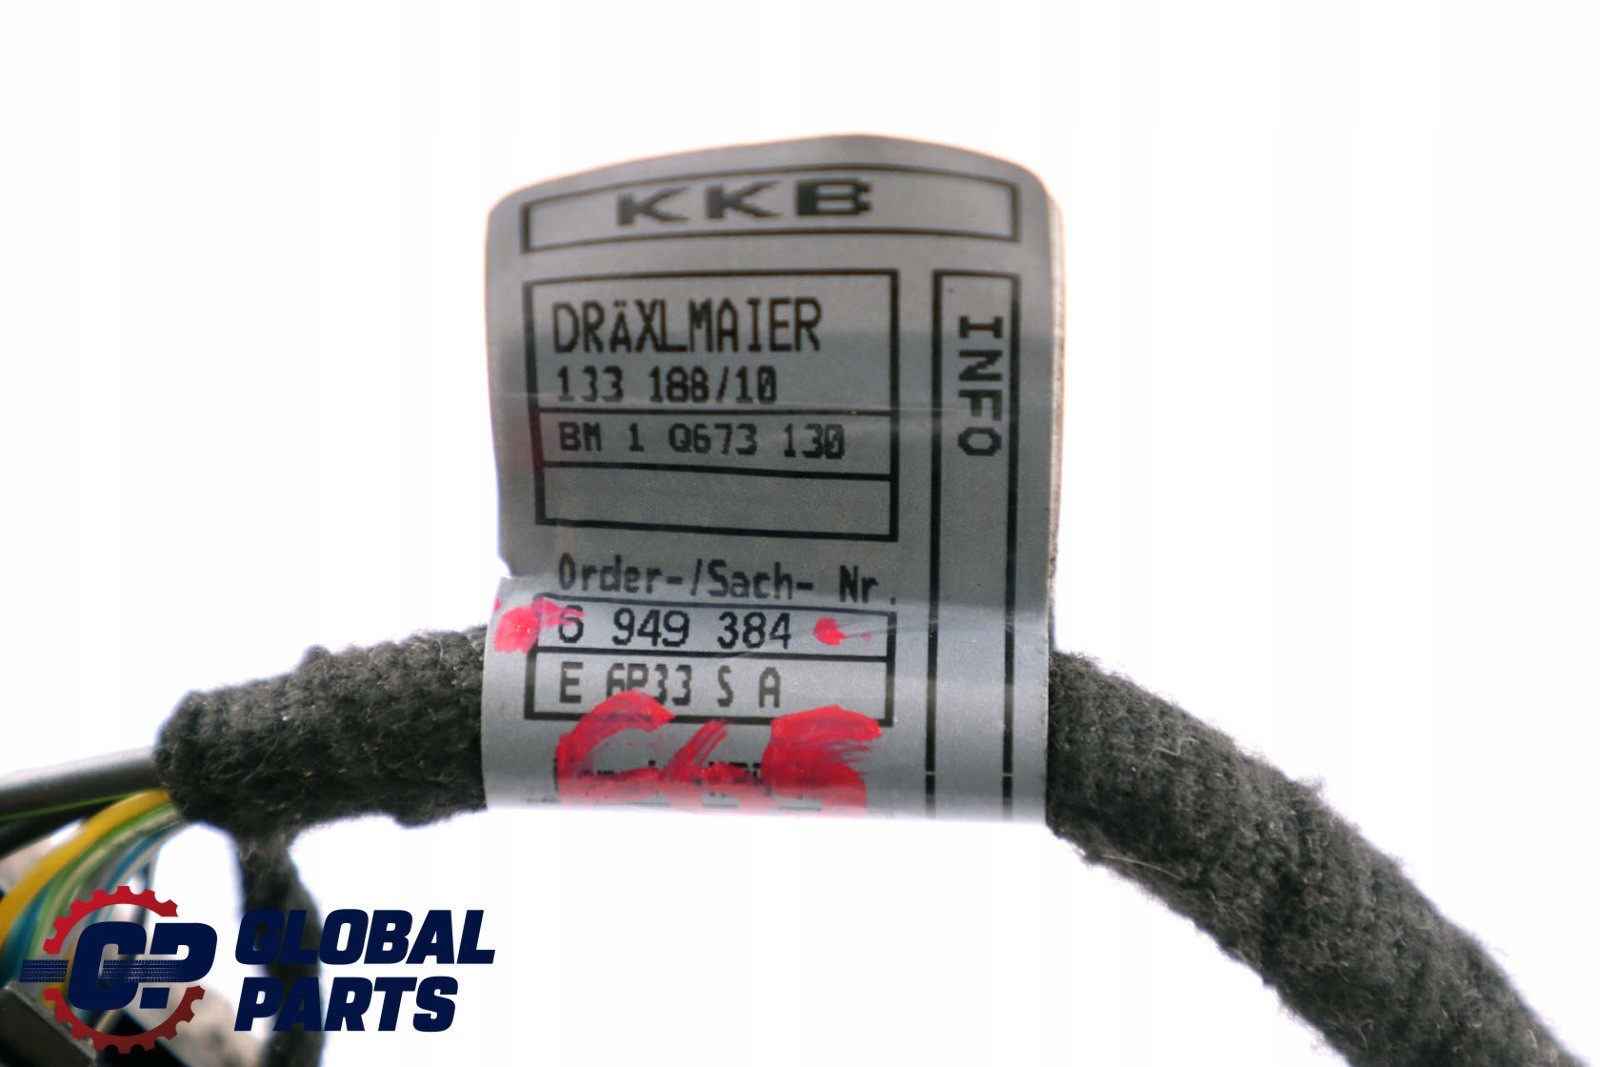 KKB
DRÄXLMAIER
133 188/10
BM 1 Q673 130
INFO
Order-/Sach- Nr.
6 949 384
E 6P33 S A
GP GLOBAL
PARTS